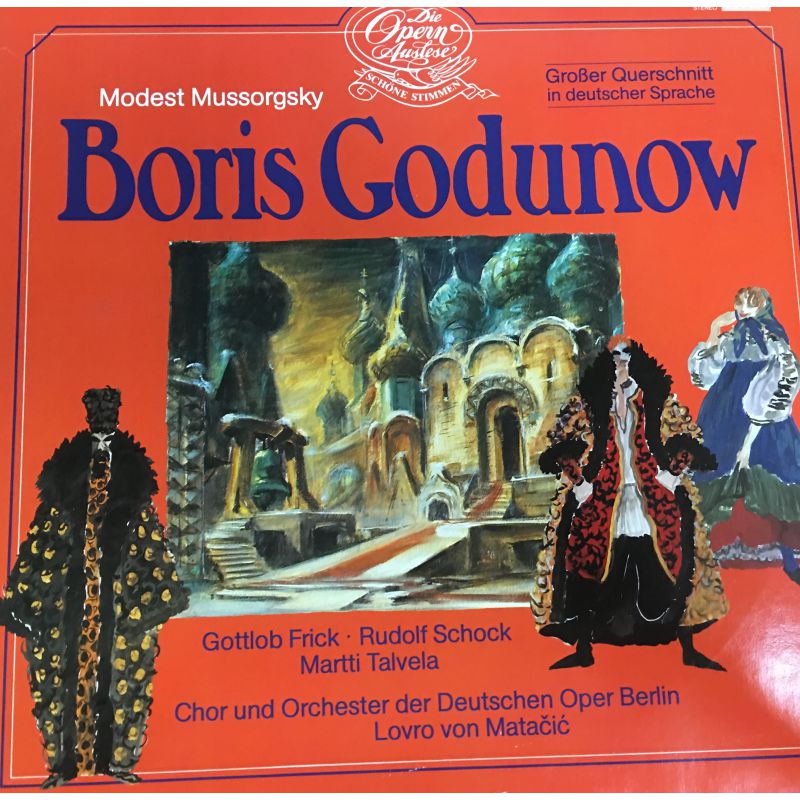 STEREO
Die
Opern
Auslese
SCHÖNE STIMMEN
Modest Mussorgsky
Großer Querschnitt
in deutscher Sprache
Boris Godunow
Gottlob Frick · Rudolf Schock
Martti Talvela
Chor und Orchester der Deutschen Oper Berlin
Lovro von Matačić